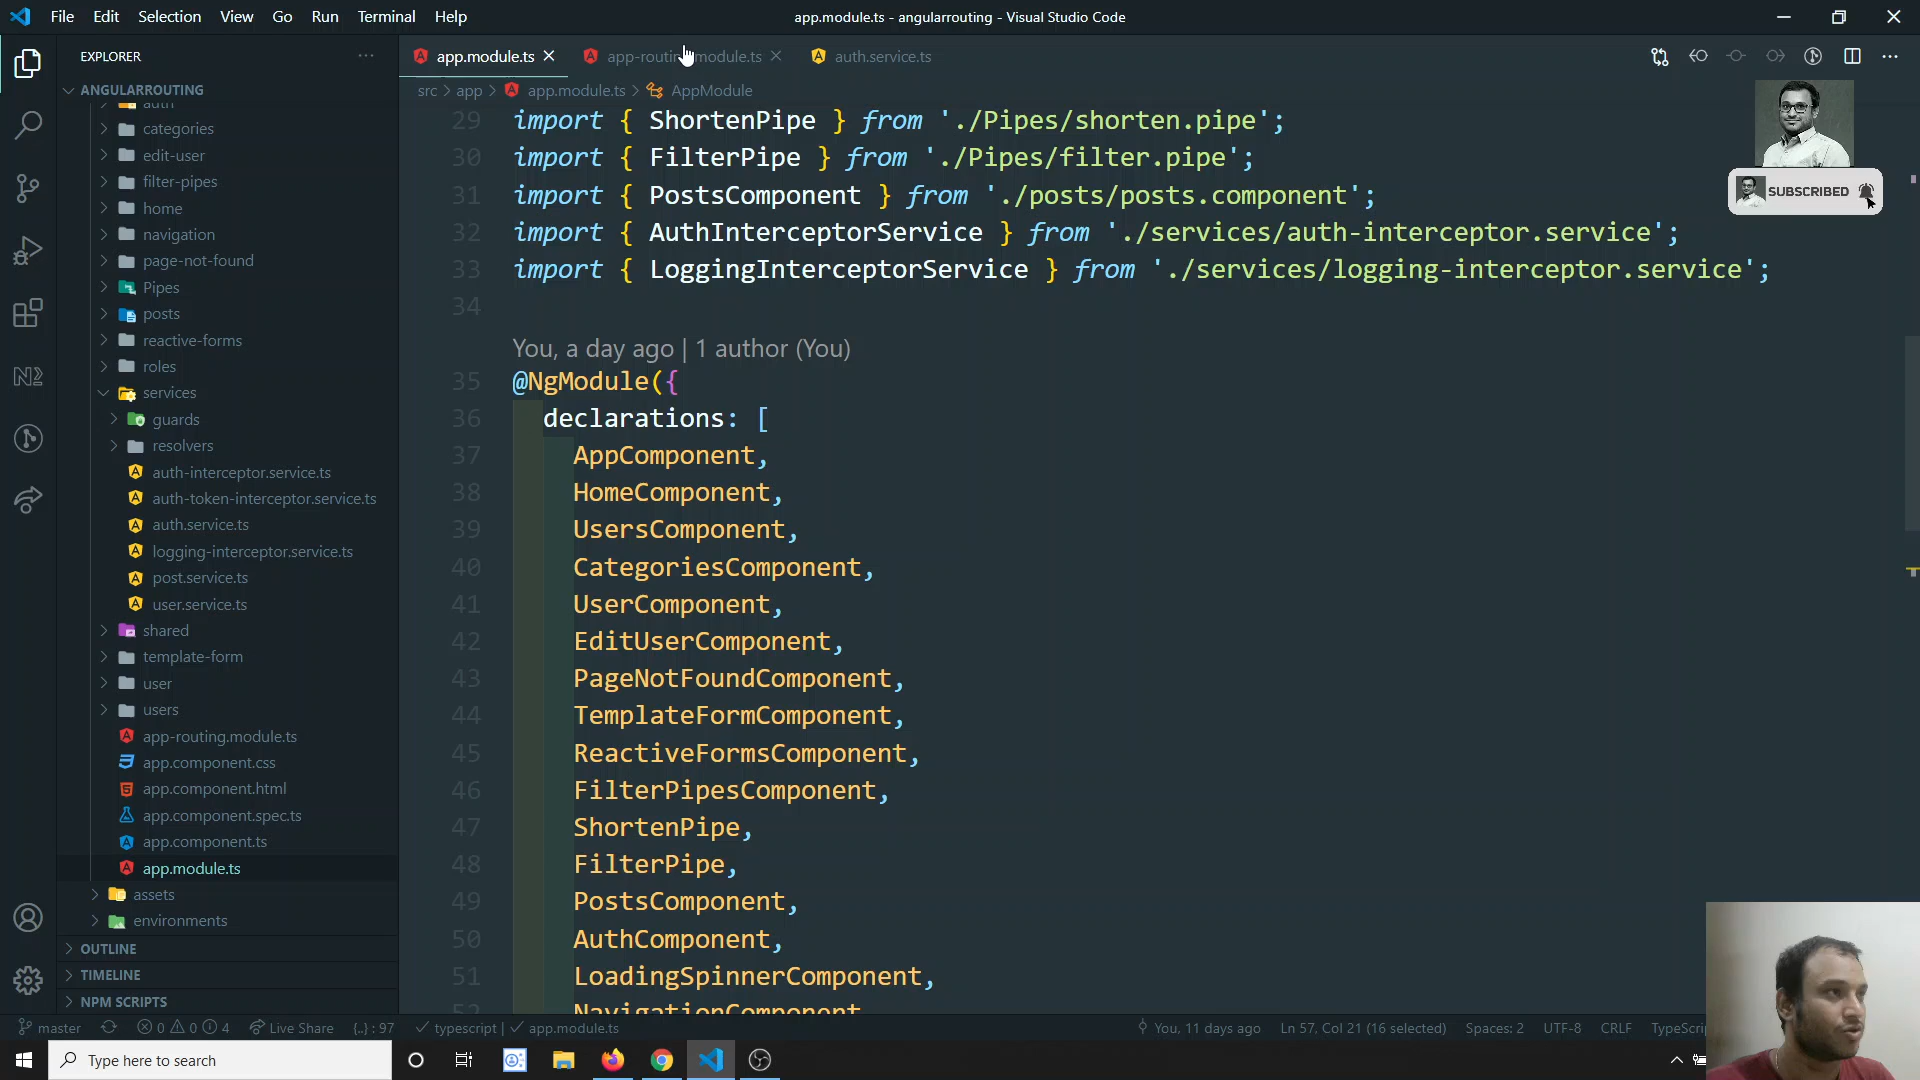 File Edit Selection View Go Run Terminal Help
app.module.ts - angularrouting - Visual Studio Code
EXPLORER
app.module.ts
auth.service.ts
ANGULARROUTING
src > app > app.module.ts > AppModule
auth
categories
edit-user
filter-pipes
home
navigation
page-not-found
Pipes
posts
reactive-forms
roles
services
guards
resolvers
auth-interceptor.service.ts
auth-token-interceptor.service.ts
auth.service.ts
logging-interceptor.service.ts
post.service.ts
user.service.ts
shared
template-form
user
users
app-routing.module.ts
app.component.css
app.component.html
app.component.spec.ts
app.component.ts
app.module.ts
assets
environments
OUTLINE
TIMELINE
NPM SCRIPTS
29 import { ShortenPipe } from './Pipes/shorten.pipe';
30 import { FilterPipe } from './Pipes/filter.pipe';
31 import { PostsComponent } from './posts/posts.component';
32 import { AuthInterceptorService } from './services/auth-interceptor.service';
33 import { LoggingInterceptorService } from './services/logging-interceptor.service';
34
You, a day ago | 1 author (You)
35 @NgModule({
36 declarations: [
37 AppComponent,
38 HomeComponent,
39 UsersComponent,
40 CategoriesComponent,
41 UserComponent,
42 EditUserComponent,
43 PageNotFoundComponent,
44 TemplateFormComponent,
45 ReactiveFormsComponent,
46 FilterPipesComponent,
47 ShortenPipe,
48 FilterPipe,
49 PostsComponent,
50 AuthComponent,
51 LoadingSpinnerComponent,
52 NavigationComponent
SUBSCRIBED
master 0 0 4 Live Share {..} : 97 typescript | app.module.ts You, 11 days ago Ln 57, Col 21 (16 selected) Spaces: 2 UTF-8 CRLF
Type here to search